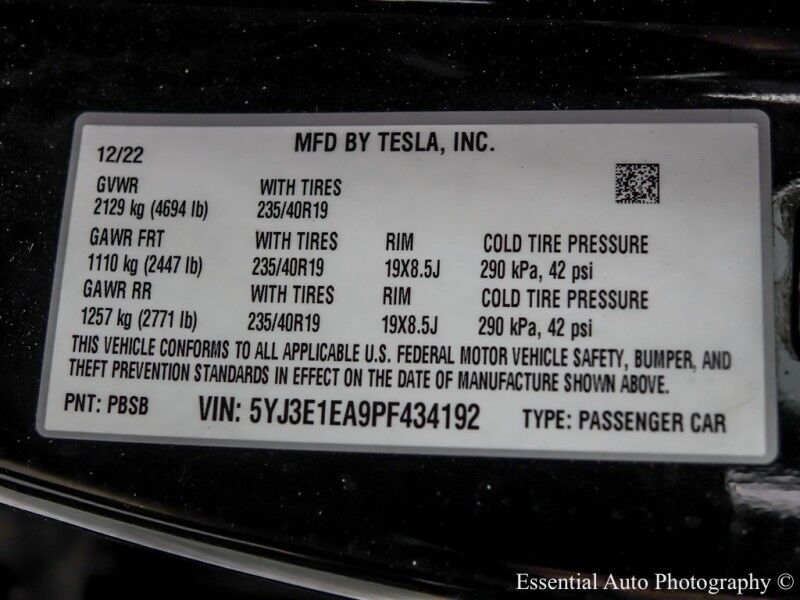 MFD BY TESLA, INC.
12/22
GVWR WITH TIRES
2129 kg (4694 lb) 235/40R19
GAWR FRT WITH TIRES RIM COLD TIRE PRESSURE
1110 kg (2447 lb) 235/40R19 19X8.5J 290 kPa, 42 psi
GAWR RR WITH TIRES RIM COLD TIRE PRESSURE
1257 kg (2771 lb) 235/40R19 19X8.5J 290 kPa, 42 psi
THIS VEHICLE CONFORMS TO ALL APPLICABLE U.S. FEDERAL MOTOR VEHICLE SAFETY, BUMPER, AND
THEFT PREVENTION STANDARDS IN EFFECT ON THE DATE OF MANUFACTURE SHOWN ABOVE.
PNT: PBSB VIN: 5YJ3E1EA9PF434192 TYPE: PASSENGER CAR
Essential Auto Photography ©